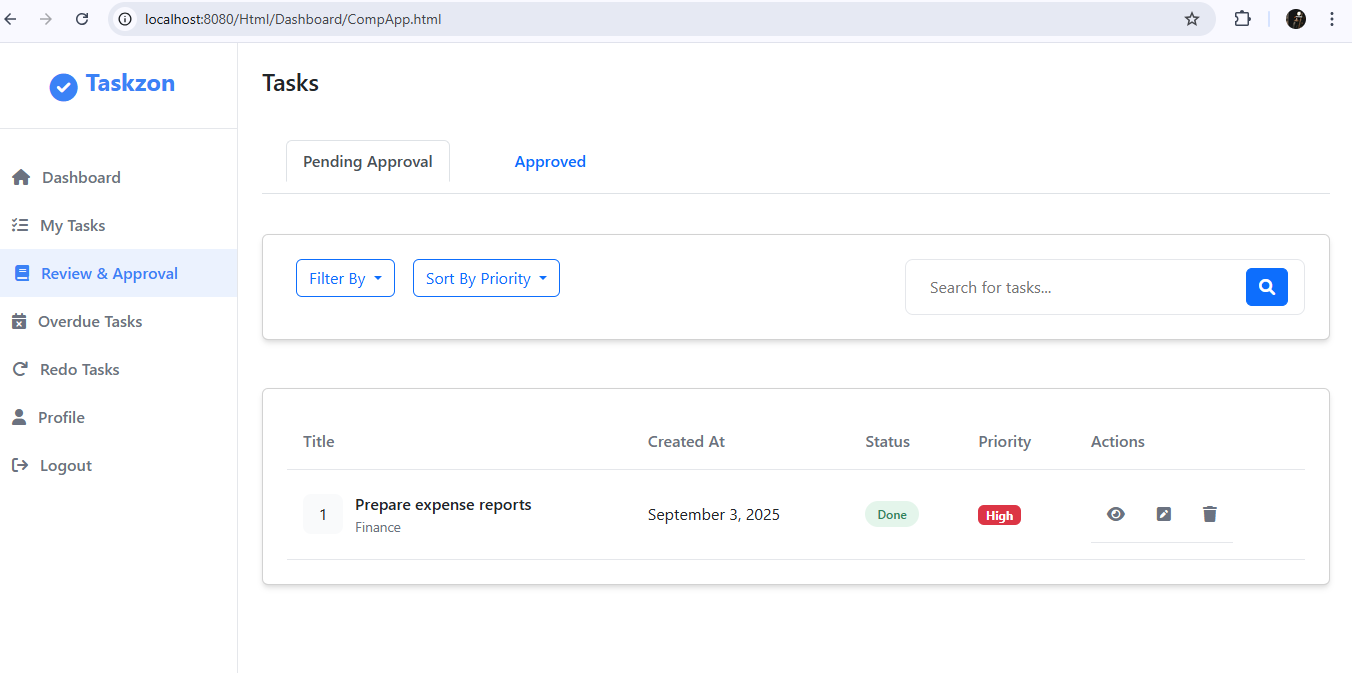 localhost:8080/Html/Dashboard/CompApp.html
Taskzon
Dashboard
My Tasks
Review & Approval
Overdue Tasks
Redo Tasks
Profile
Logout
Tasks
Pending Approval Approved
Filter By Sort By Priority Search for tasks...
Title Created At Status Priority Actions
1 Prepare expense reports September 3, 2025 Done High
Finance